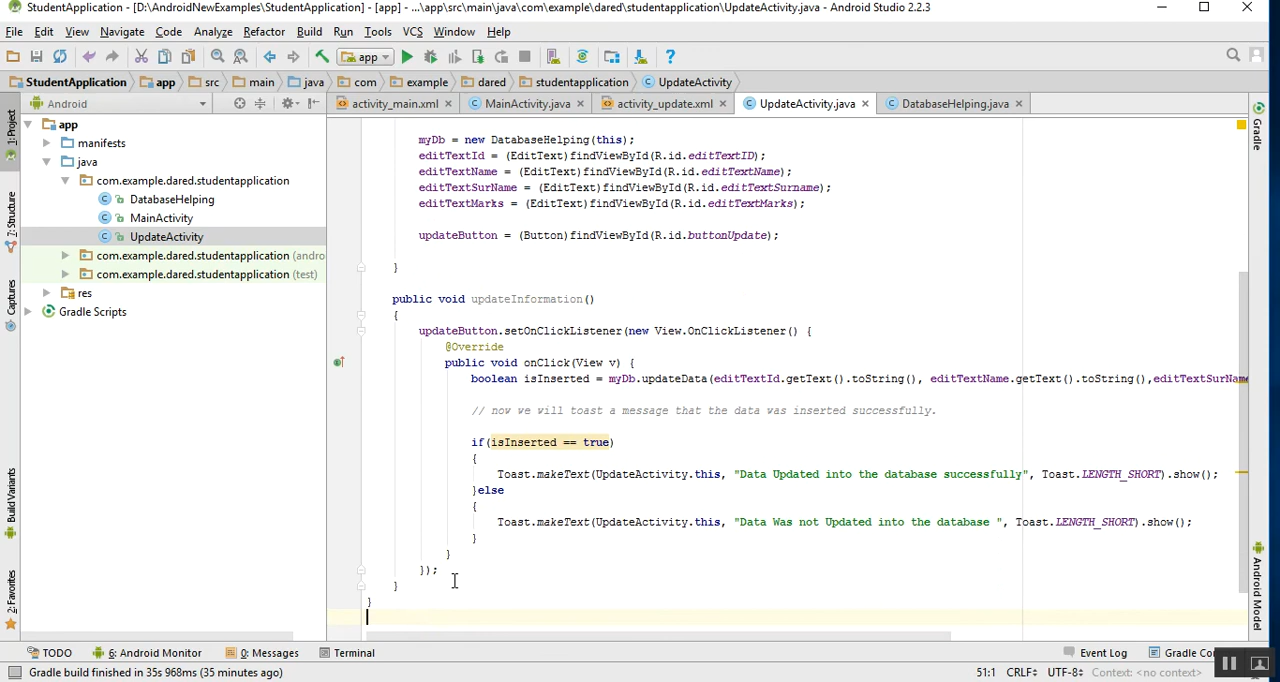 StudentApplication - [D:\AndroidNewExamples\StudentApplication] - [app] - ...\app\src\main\java\com\example\dared\studentapplication\UpdateActivity.java - Android Studio 2.2.3
File Edit View Navigate Code Analyze Refactor Build Run Tools VCS Window Help
app
StudentApplication app src main java com example dared studentapplication UpdateActivity
Android
activity_main.xml MainActivity.java activity_update.xml UpdateActivity.java DatabaseHelping.java
1: Project
7: Structure
Captures
Build Variants
2: Favorites
app
manifests
java
com.example.dared.studentapplication
DatabaseHelping
MainActivity
UpdateActivity
com.example.dared.studentapplication (andro
com.example.dared.studentapplication (test)
res
Gradle Scripts
myDb = new DatabaseHelping(this);
editTextId = (EditText)findViewById(R.id.editTextID);
editTextName = (EditText)findViewById(R.id.editTextName);
editTextSurName = (EditText)findViewById(R.id.editTextSurname);
editTextMarks = (EditText)findViewById(R.id.editTextMarks);
updateButton = (Button)findViewById(R.id.buttonUpdate);
}
public void updateInformation()
{
updateButton.setOnClickListener(new View.OnClickListener() {
@Override
public void onClick(View v) {
boolean isInserted = myDb.updateData(editTextId.getText().toString(), editTextName.getText().toString(),editTextSurName
// now we will toast a message that the data was inserted successfully.
if(isInserted == true)
{
Toast.makeText(UpdateActivity.this, "Data Updated into the database successfully", Toast.LENGTH_SHORT).show();
}else
{
Toast.makeText(UpdateActivity.this, "Data Was not Updated into the database ", Toast.LENGTH_SHORT).show();
}
}
});
}
}
Gradle
Android Model
TODO 6: Android Monitor 0: Messages Terminal Event Log Gradle Con
Gradle build finished in 35s 968ms (35 minutes ago) 51:1 CRLF UTF-8 Context: <no context>